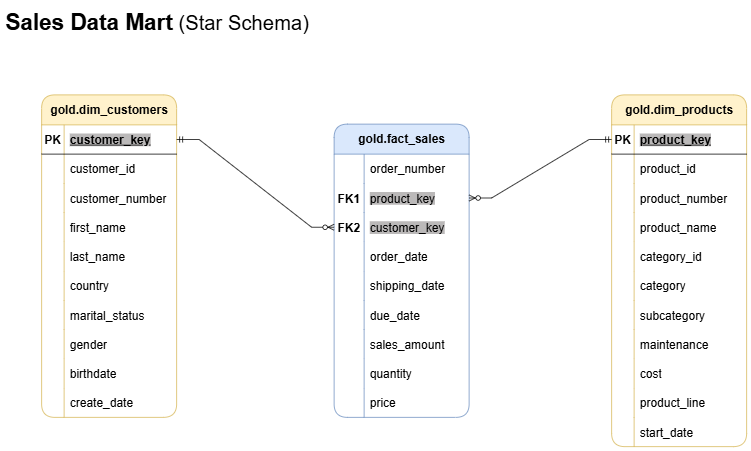 Sales Data Mart (Star Schema)
gold.dim_customers
PK customer_key
customer_id
customer_number
first_name
last_name
country
marital_status
gender
birthdate
create_date
gold.fact_sales
order_number
FK1 product_key
FK2 customer_key
order_date
shipping_date
due_date
sales_amount
quantity
price
gold.dim_products
PK product_key
product_id
product_number
product_name
category_id
category
subcategory
maintenance
cost
product_line
start_date